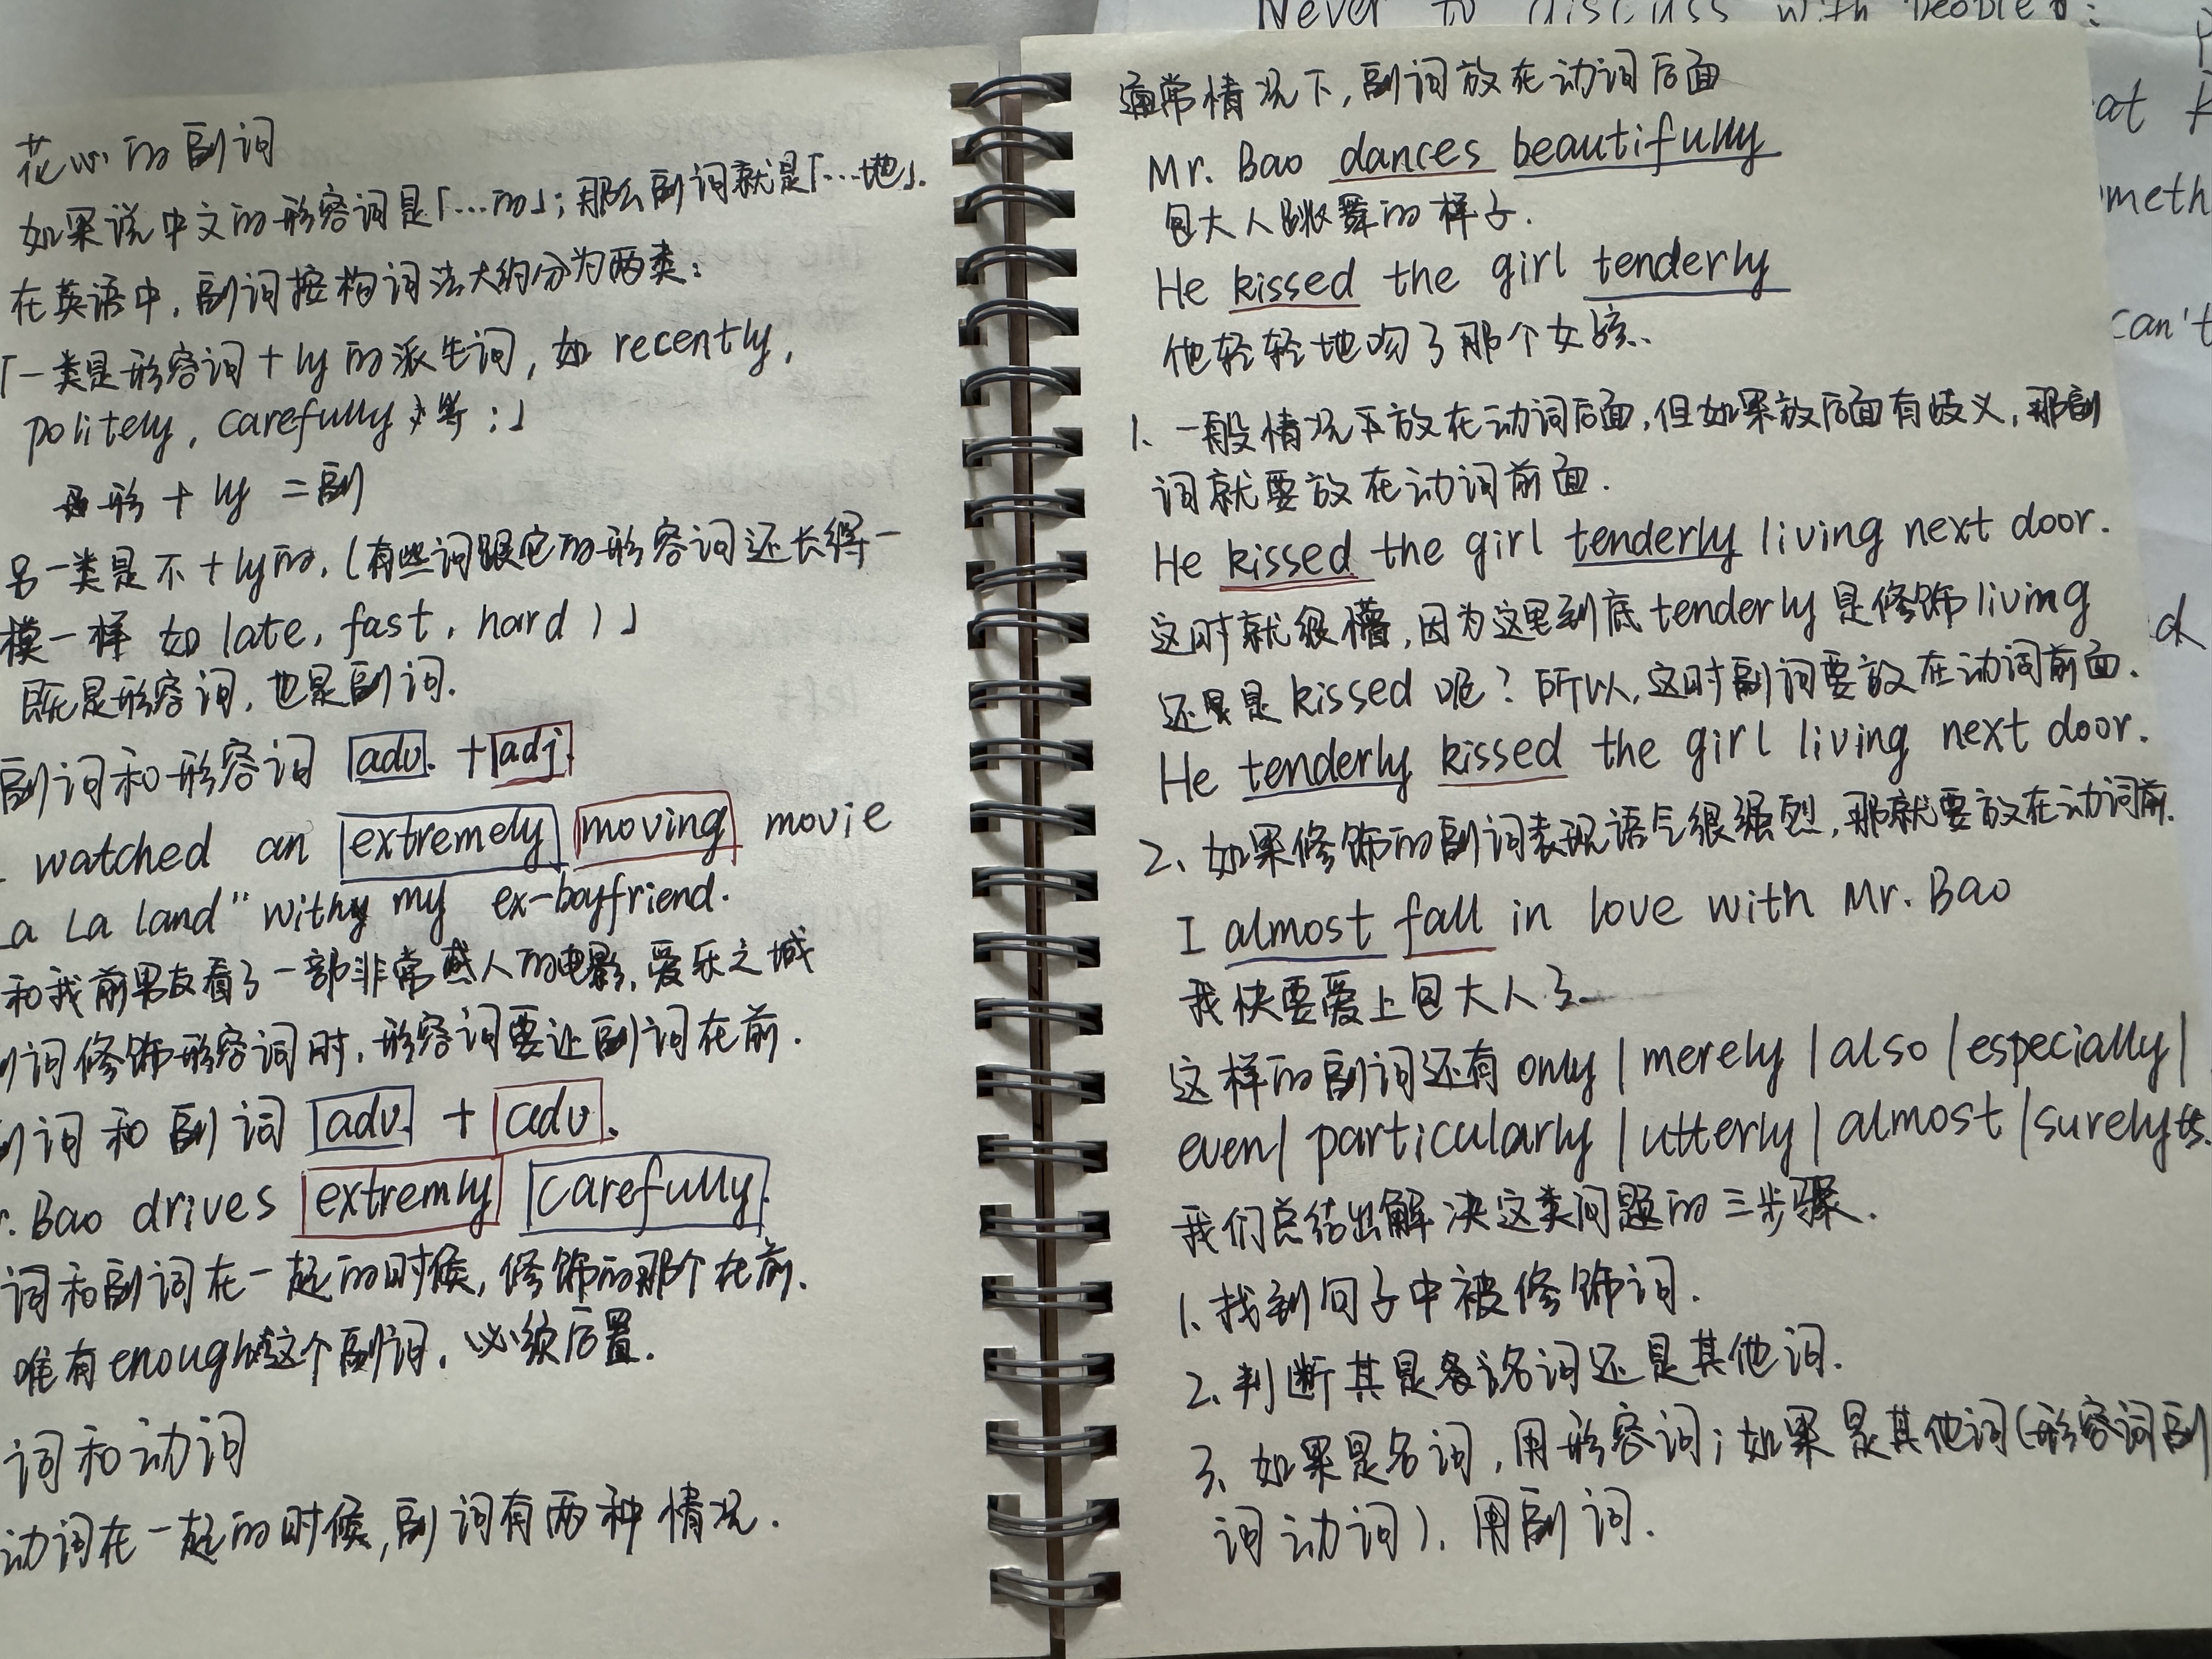 花心的副词
如果说中文的形容词是「…的」；那么副词就是「…地」.
在英语中，副词按构词法大约分为两类：
「一类是形容词 + ly 的派生词，如 recently,
politely, carefully 等；」
形 + ly = 副
另一类是不 + ly的，(有些词跟它的形容词还长得一
模一样 如 late, fast, hard )」
既是形容词，也是副词.
副词和形容词 adv. + adj.
watched an extremely moving movie
a La land" with my ex-boyfriend.
和我前男友看了一部非常感人的电影，爱乐之城
词修饰形容词时，形容词要让副词在前.
词和副词 adv. + adv.
. Bao drives extremly carefully.
词和副词在一起的时候，修饰的那个在前.
唯有enough这个副词，必须后置.
词和动词
动词在一起的时候，副词有两种情况.
Never to discuss with people
通常情况下，副词放在动词后面
Mr. Bao dances beautifully
包大人跳舞的样子.
He kissed the girl tenderly
他轻轻地吻了那个女孩.
1、一般情况下放在动词后面，但如果放后面有歧义，那副
词就要放在动词前面.
He kissed the girl tenderly living next door.
这时就很懵，因为这里到底 tenderly 是修饰 living
还是 kissed 呢？所以，这时副词要放在动词前面.
He tenderly kissed the girl living next door.
2、如果修饰的副词表现语气很强烈，那就要放在动词前.
I almost fall in love with Mr. Bao
我快要爱上包大人了
这样的副词还有 only | merely | also | especially |
even | particularly | utterly | almost | surely
我们总结出解决这类问题的三步骤.
1、找到句子中被修饰词.
2、判断其是名词还是其他词.
3、如果是名词，用形容词；如果是其他词(形容词副
词动词)，用副词.
at
meth
can't